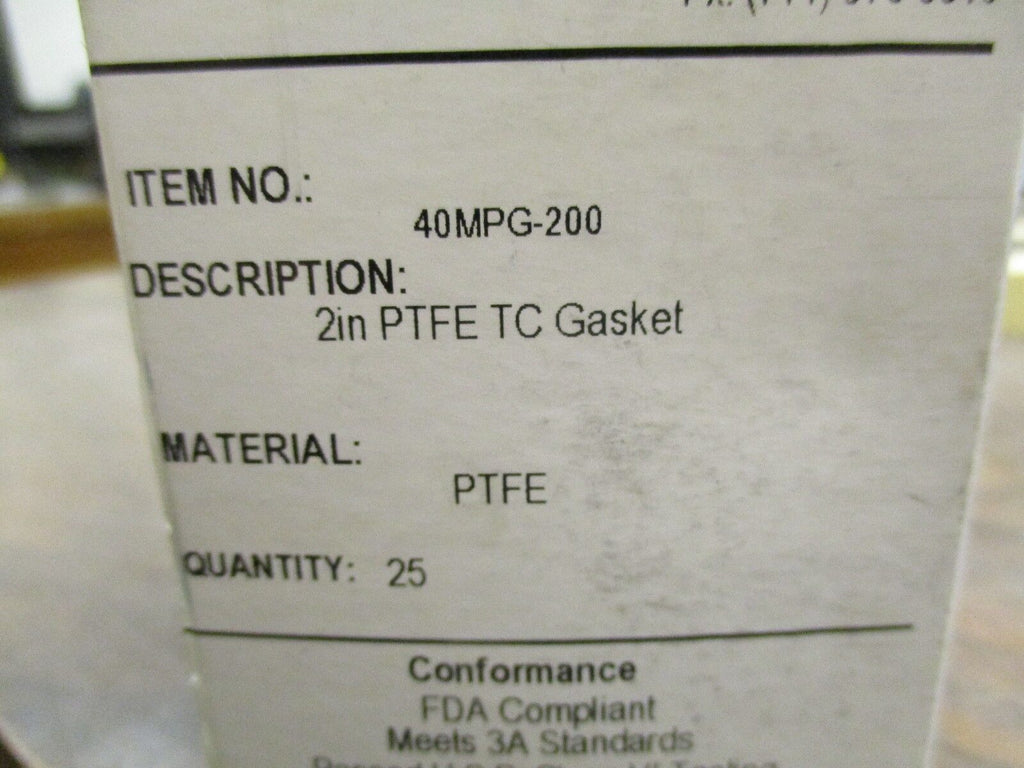 ITEM NO.:
40MPG-200
DESCRIPTION:
2in PTFE TC Gasket
MATERIAL:
PTFE
QUANTITY: 25
Conformance
FDA Compliant
Meets 3A Standards